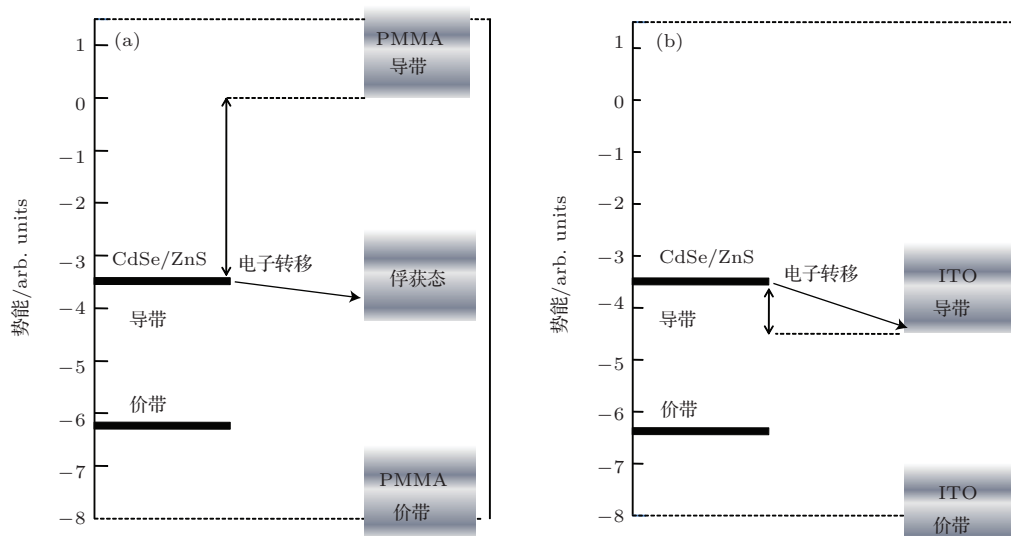 (a)
势能/arb. units
1
0
−1
−2
−3
−4
−5
−6
−7
−8
PMMA
导带
CdSe/ZnS
电子转移
俘获态
导带
价带
PMMA
价带
(b)
势能/arb. units
1
0
−1
−2
−3
−4
−5
−6
−7
−8
CdSe/ZnS
电子转移
ITO
导带
导带
价带
ITO
价带